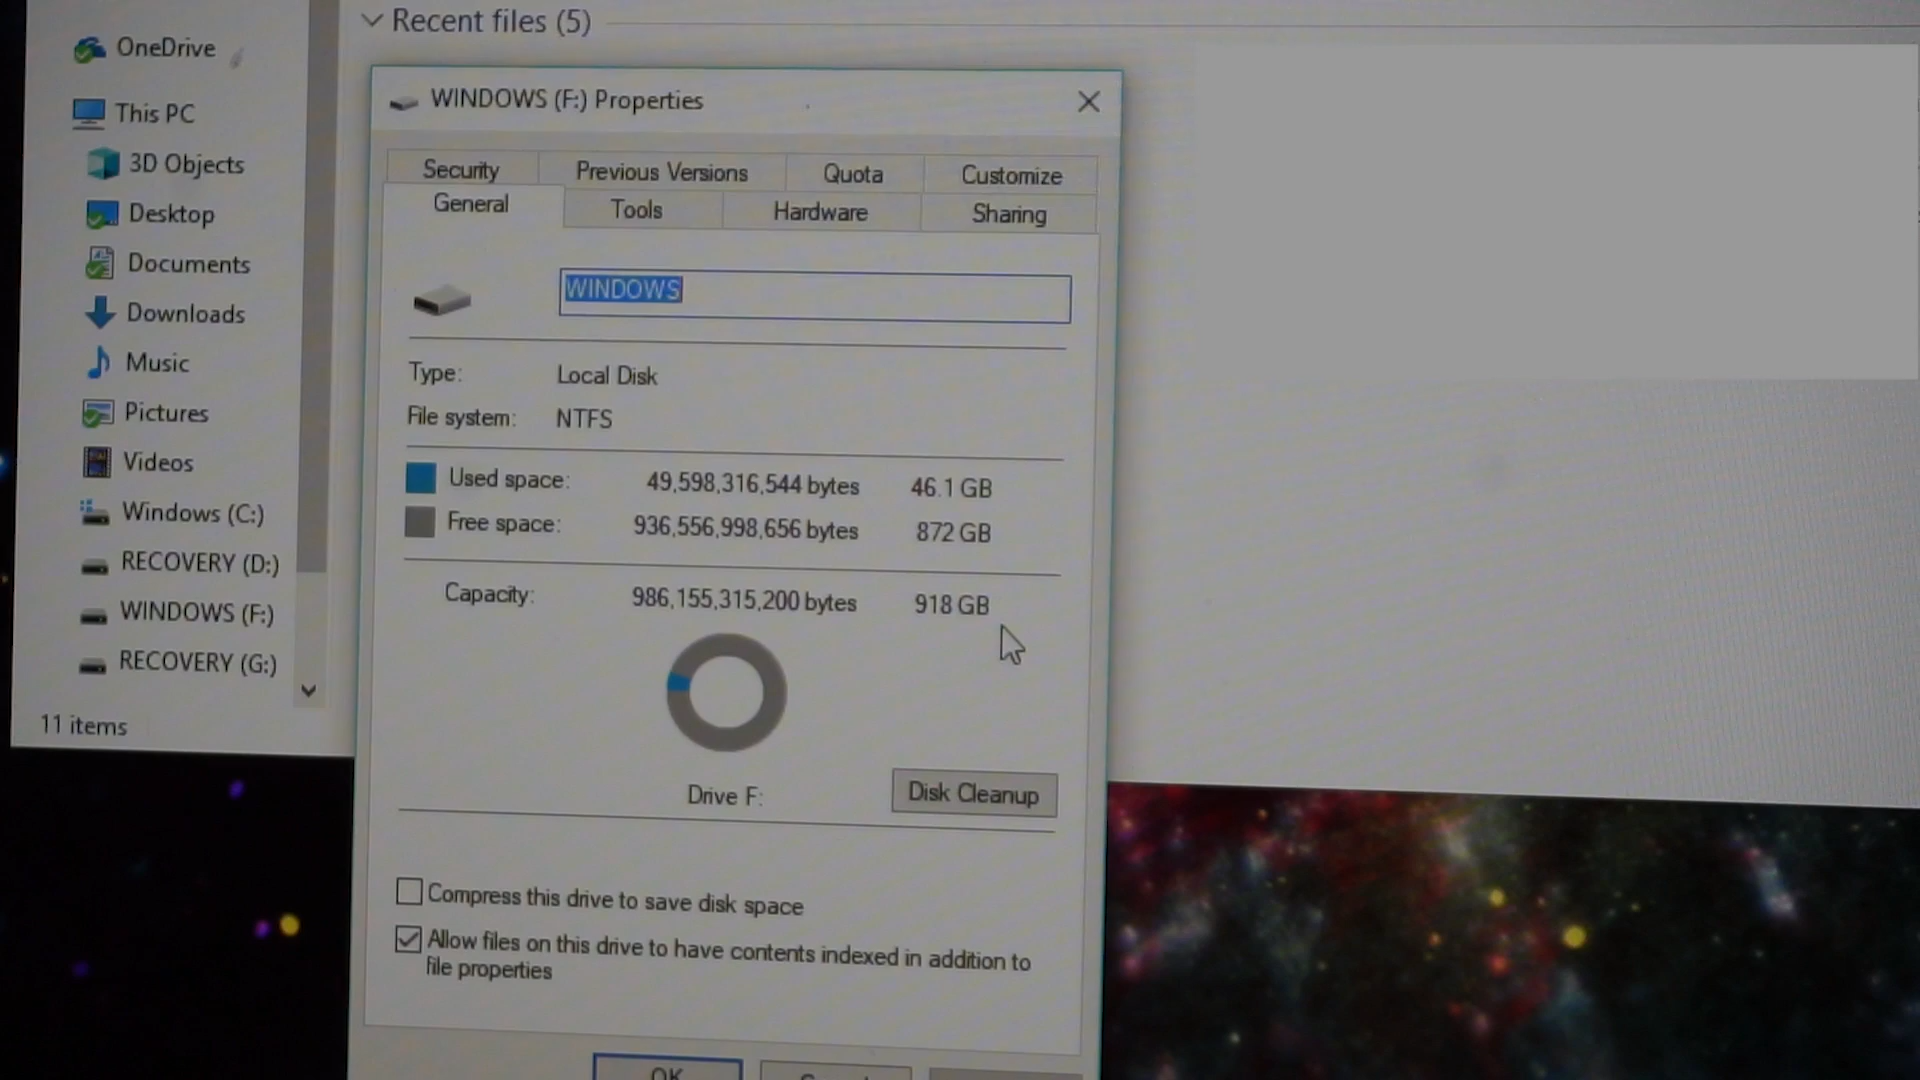 Recent files (5)
OneDrive
This PC
3D Objects
Desktop
Documents
Downloads
Music
Pictures
Videos
Windows (C:)
RECOVERY (D:)
WINDOWS (F:)
RECOVERY (G:)
11 items
WINDOWS (F:) Properties
Security Previous Versions Quota Customize
General Tools Hardware Sharing
WINDOWS
Type: Local Disk
File system: NTFS
Used space: 49,598,316,544 bytes 46.1 GB
Free space: 936,556,998,656 bytes 872 GB
Capacity: 986,155,315,200 bytes 918 GB
Drive F:
Disk Cleanup
Compress this drive to save disk space
Allow files on this drive to have contents indexed in addition to
file properties
OK